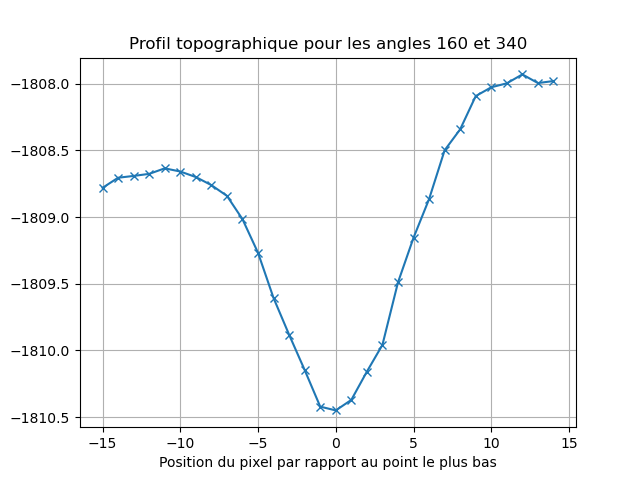 Profil topographique pour les angles 160 et 340
−1808.0
−1808.5
−1809.0
−1809.5
−1810.0
−1810.5
−15 −10 −5 0 5 10 15
Position du pixel par rapport au point le plus bas